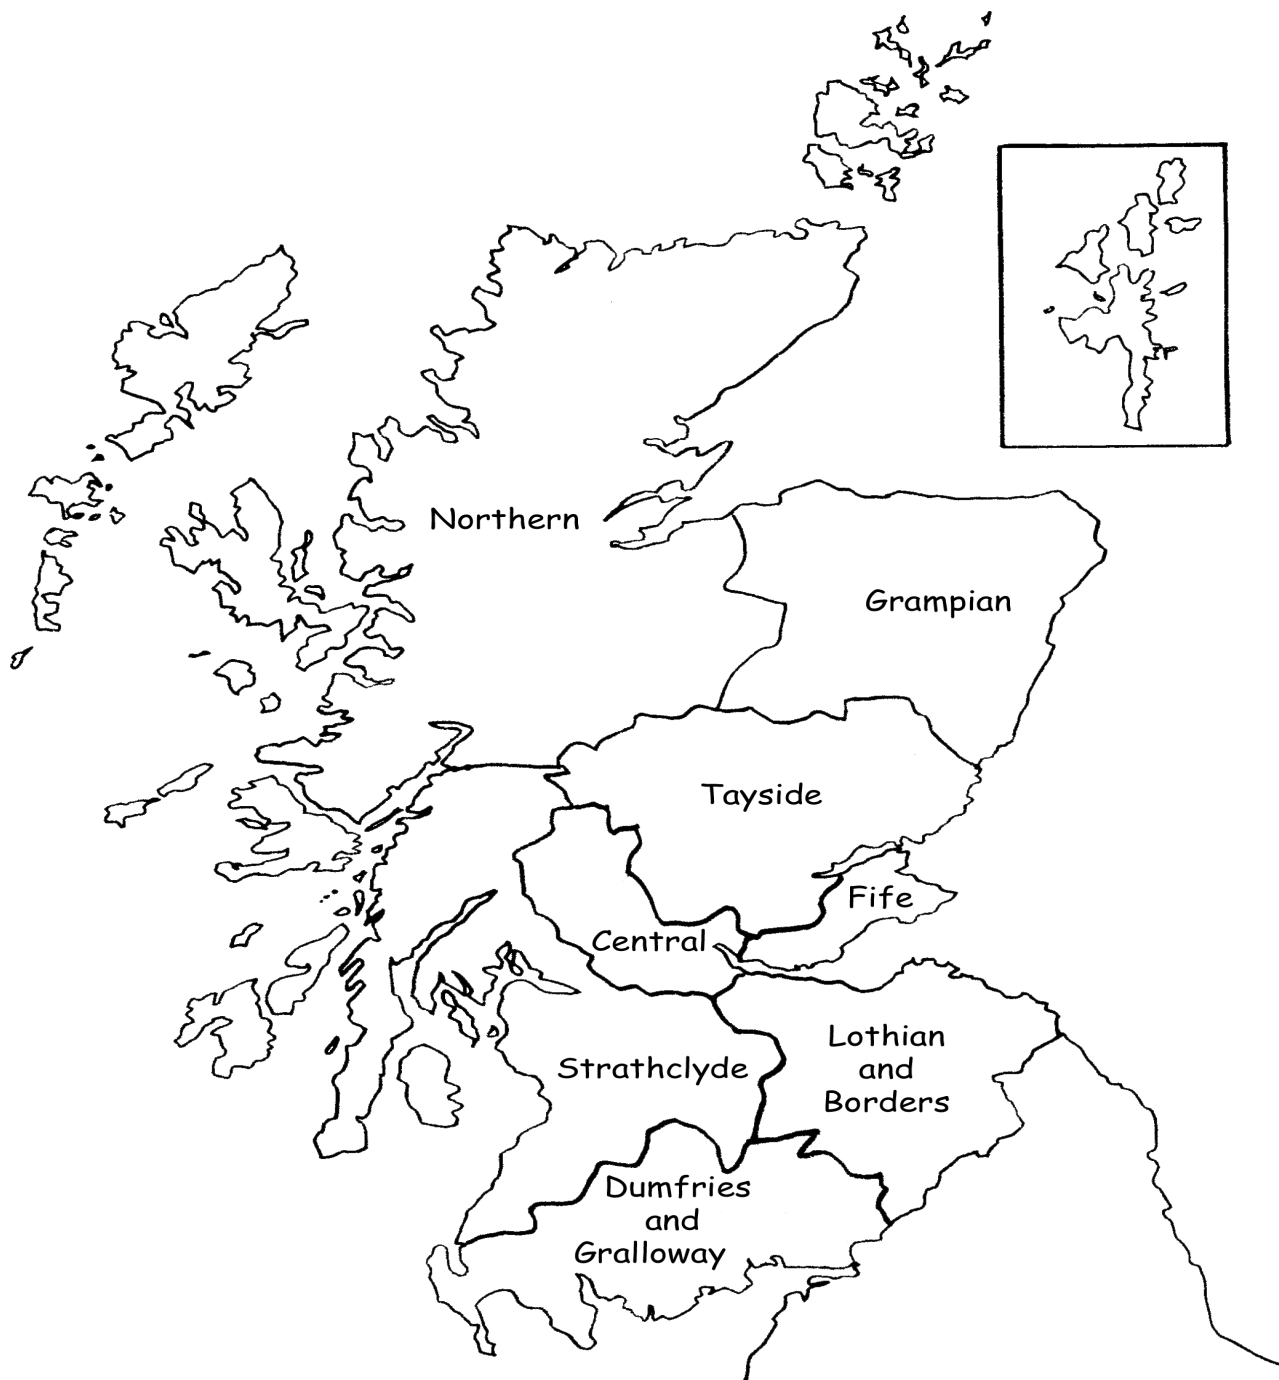 Northern
Grampian
Tayside
Fife
Central
Lothian
and
Borders
Strathclyde
Dumfries
and
Gralloway